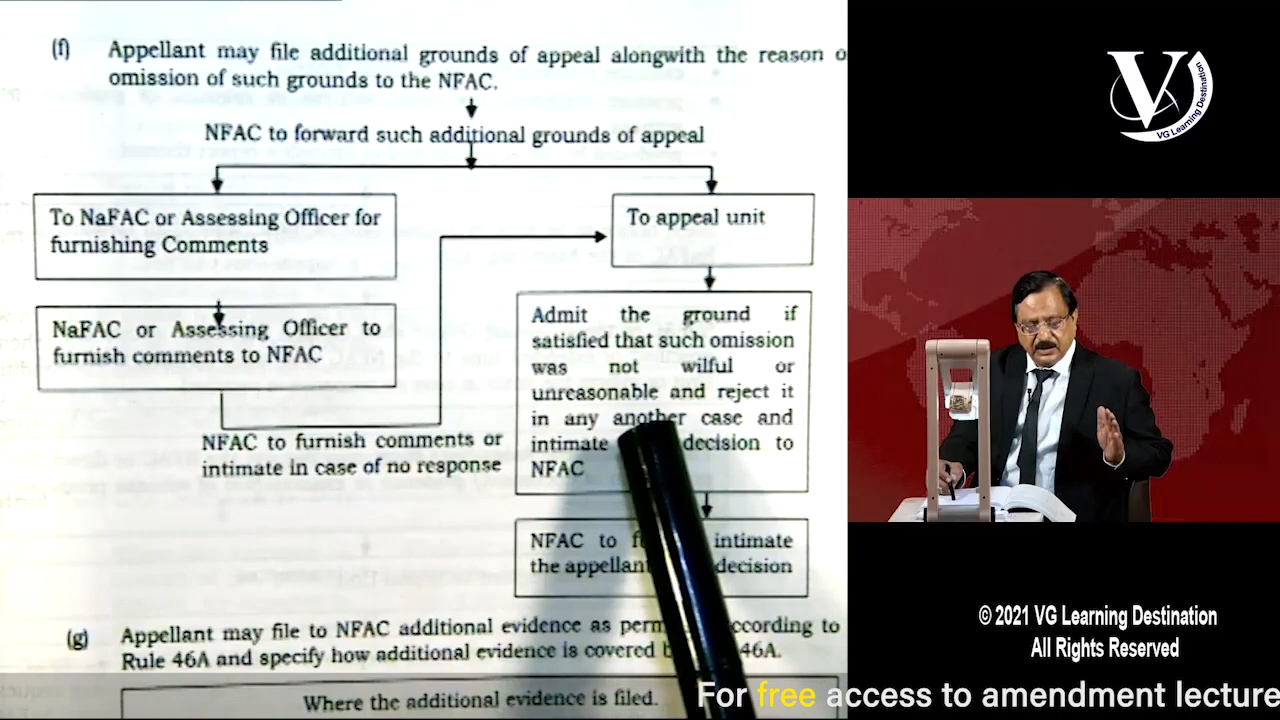 (f) Appellant may file additional grounds of appeal alongwith the reason
omission of such grounds to the NFAC.
NFAC to forward such additional grounds of appeal
To NaFAC or Assessing Officer for
furnishing Comments
To appeal unit
NaFAC or Assessing Officer to
furnish comments to NFAC
Admit the ground if
satisfied that such omission
was not wilful or
unreasonable and reject it
in any another case and
intimate decision to
NFAC
NFAC to furnish comments or
intimate in case of no response
NFAC to intimate
the appellant decision
(g) Appellant may file to NFAC additional evidence as according to
Rule 46A and specify how additional evidence is covered 46A.
Where the additional evidence is filed.
V
VG Learning Destination
© 2021 VG Learning Destination
All Rights Reserved
For free access to amendment lecture